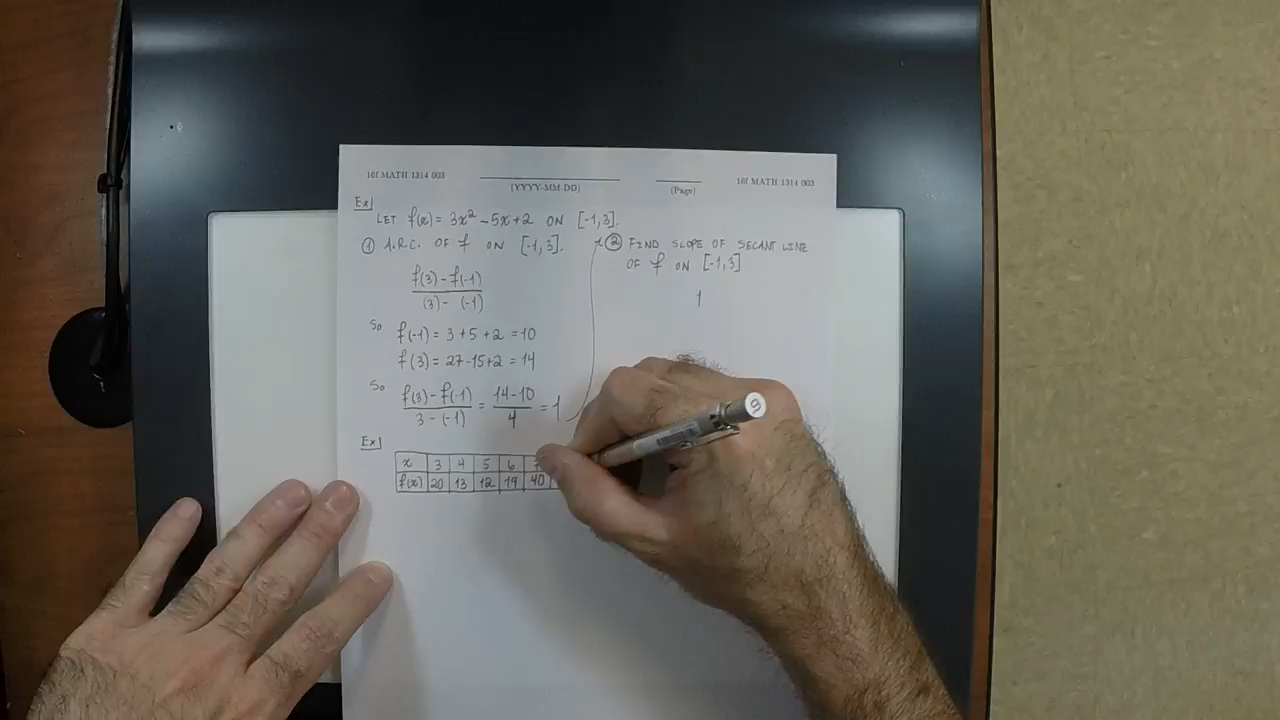 16f MATH 1314 003
(YYYY-MM-DD)
(Page)
16f MATH 1314 003
Ex]
LET f(x) = 3x² - 5x + 2 ON [-1,3].
① A.R.C. OF f ON [-1,3].
f(3) - f(-1)
(3) - (-1)
So
f(-1) = 3 + 5 + 2 = 10
f(3) = 27 - 15 + 2 = 14
So
f(3) - f(-1) / 3 - (-1) = 14 - 10 / 4 = 1
② FIND SLOPE OF SECANT LINE
OF f ON [-1,3]
1
Ex]
x 3 4 5 6 7
f(x) 20 13 12 19 40